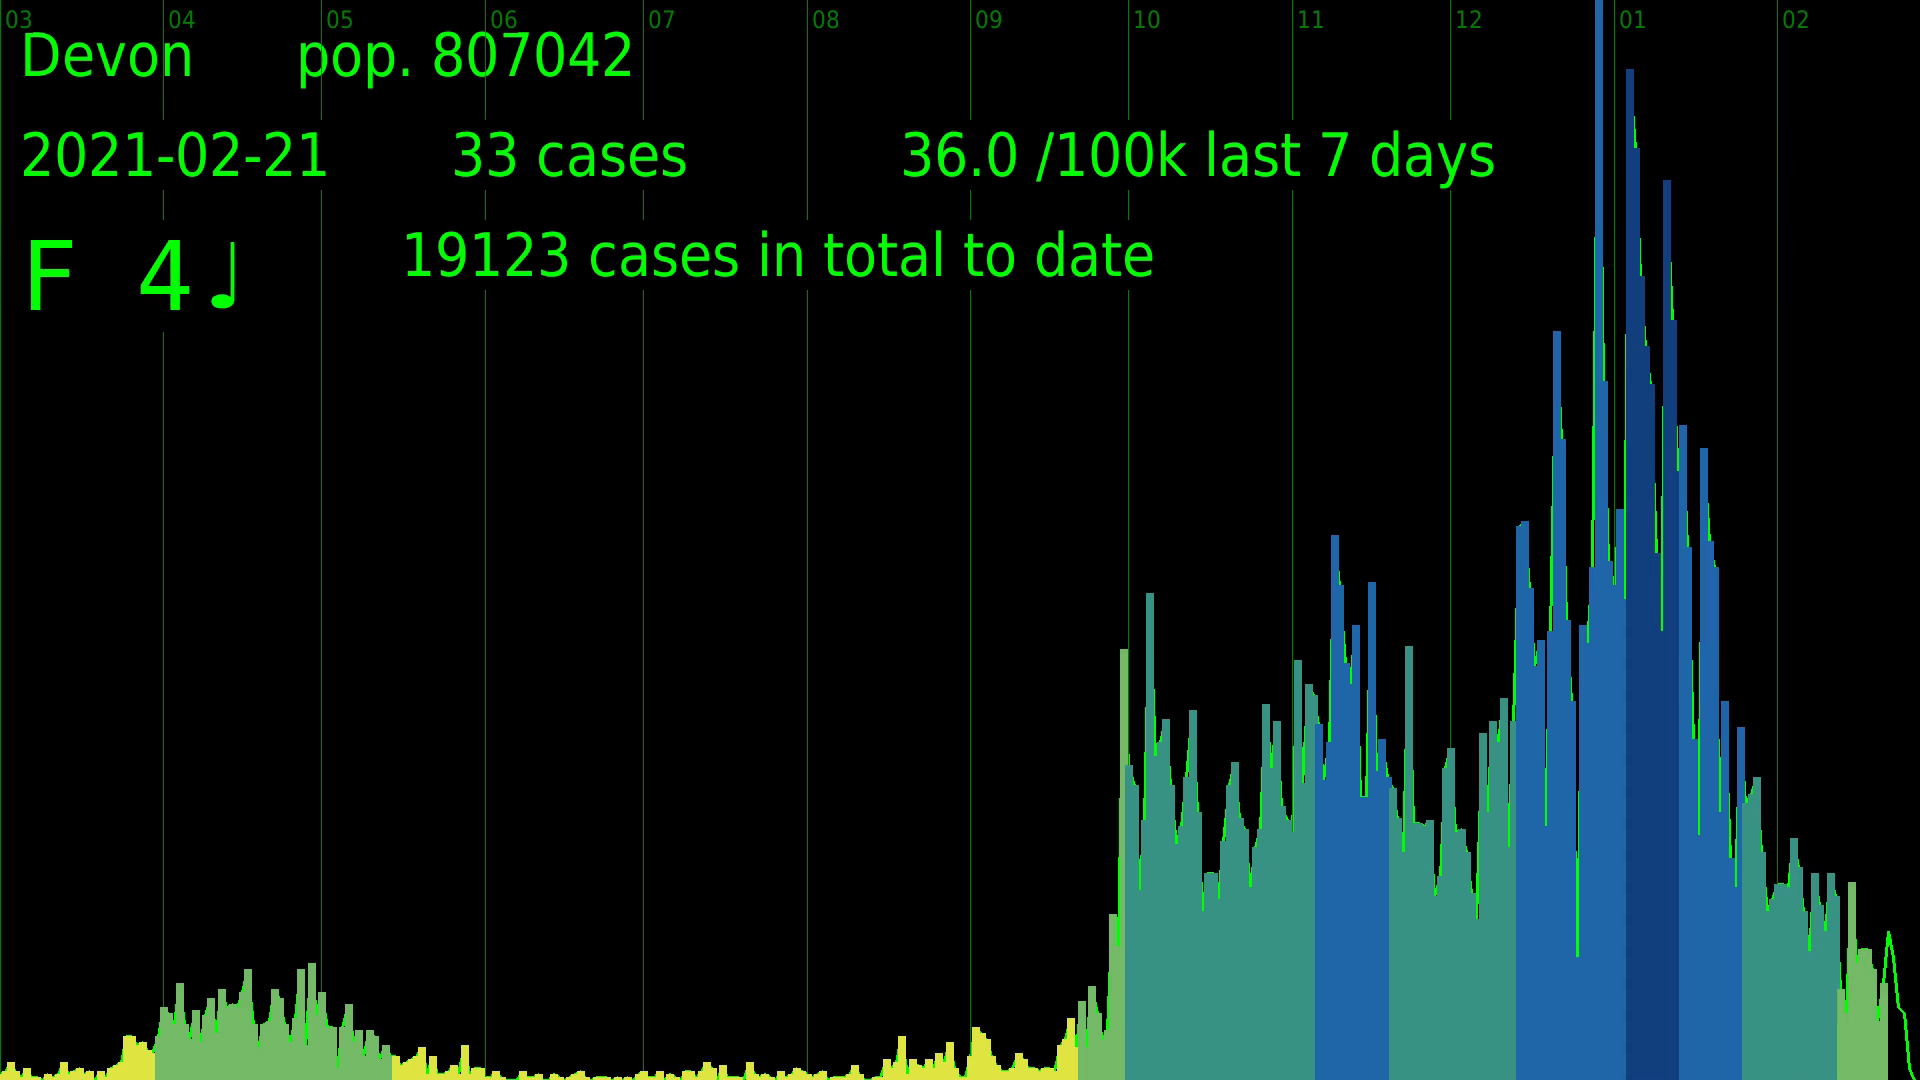 03 04 05 06 07 08 09 10 11 12 01 02
Devon pop. 807042
2021-02-21 33 cases 36.0 /100k last 7 days
F 4♩ 19123 cases in total to date